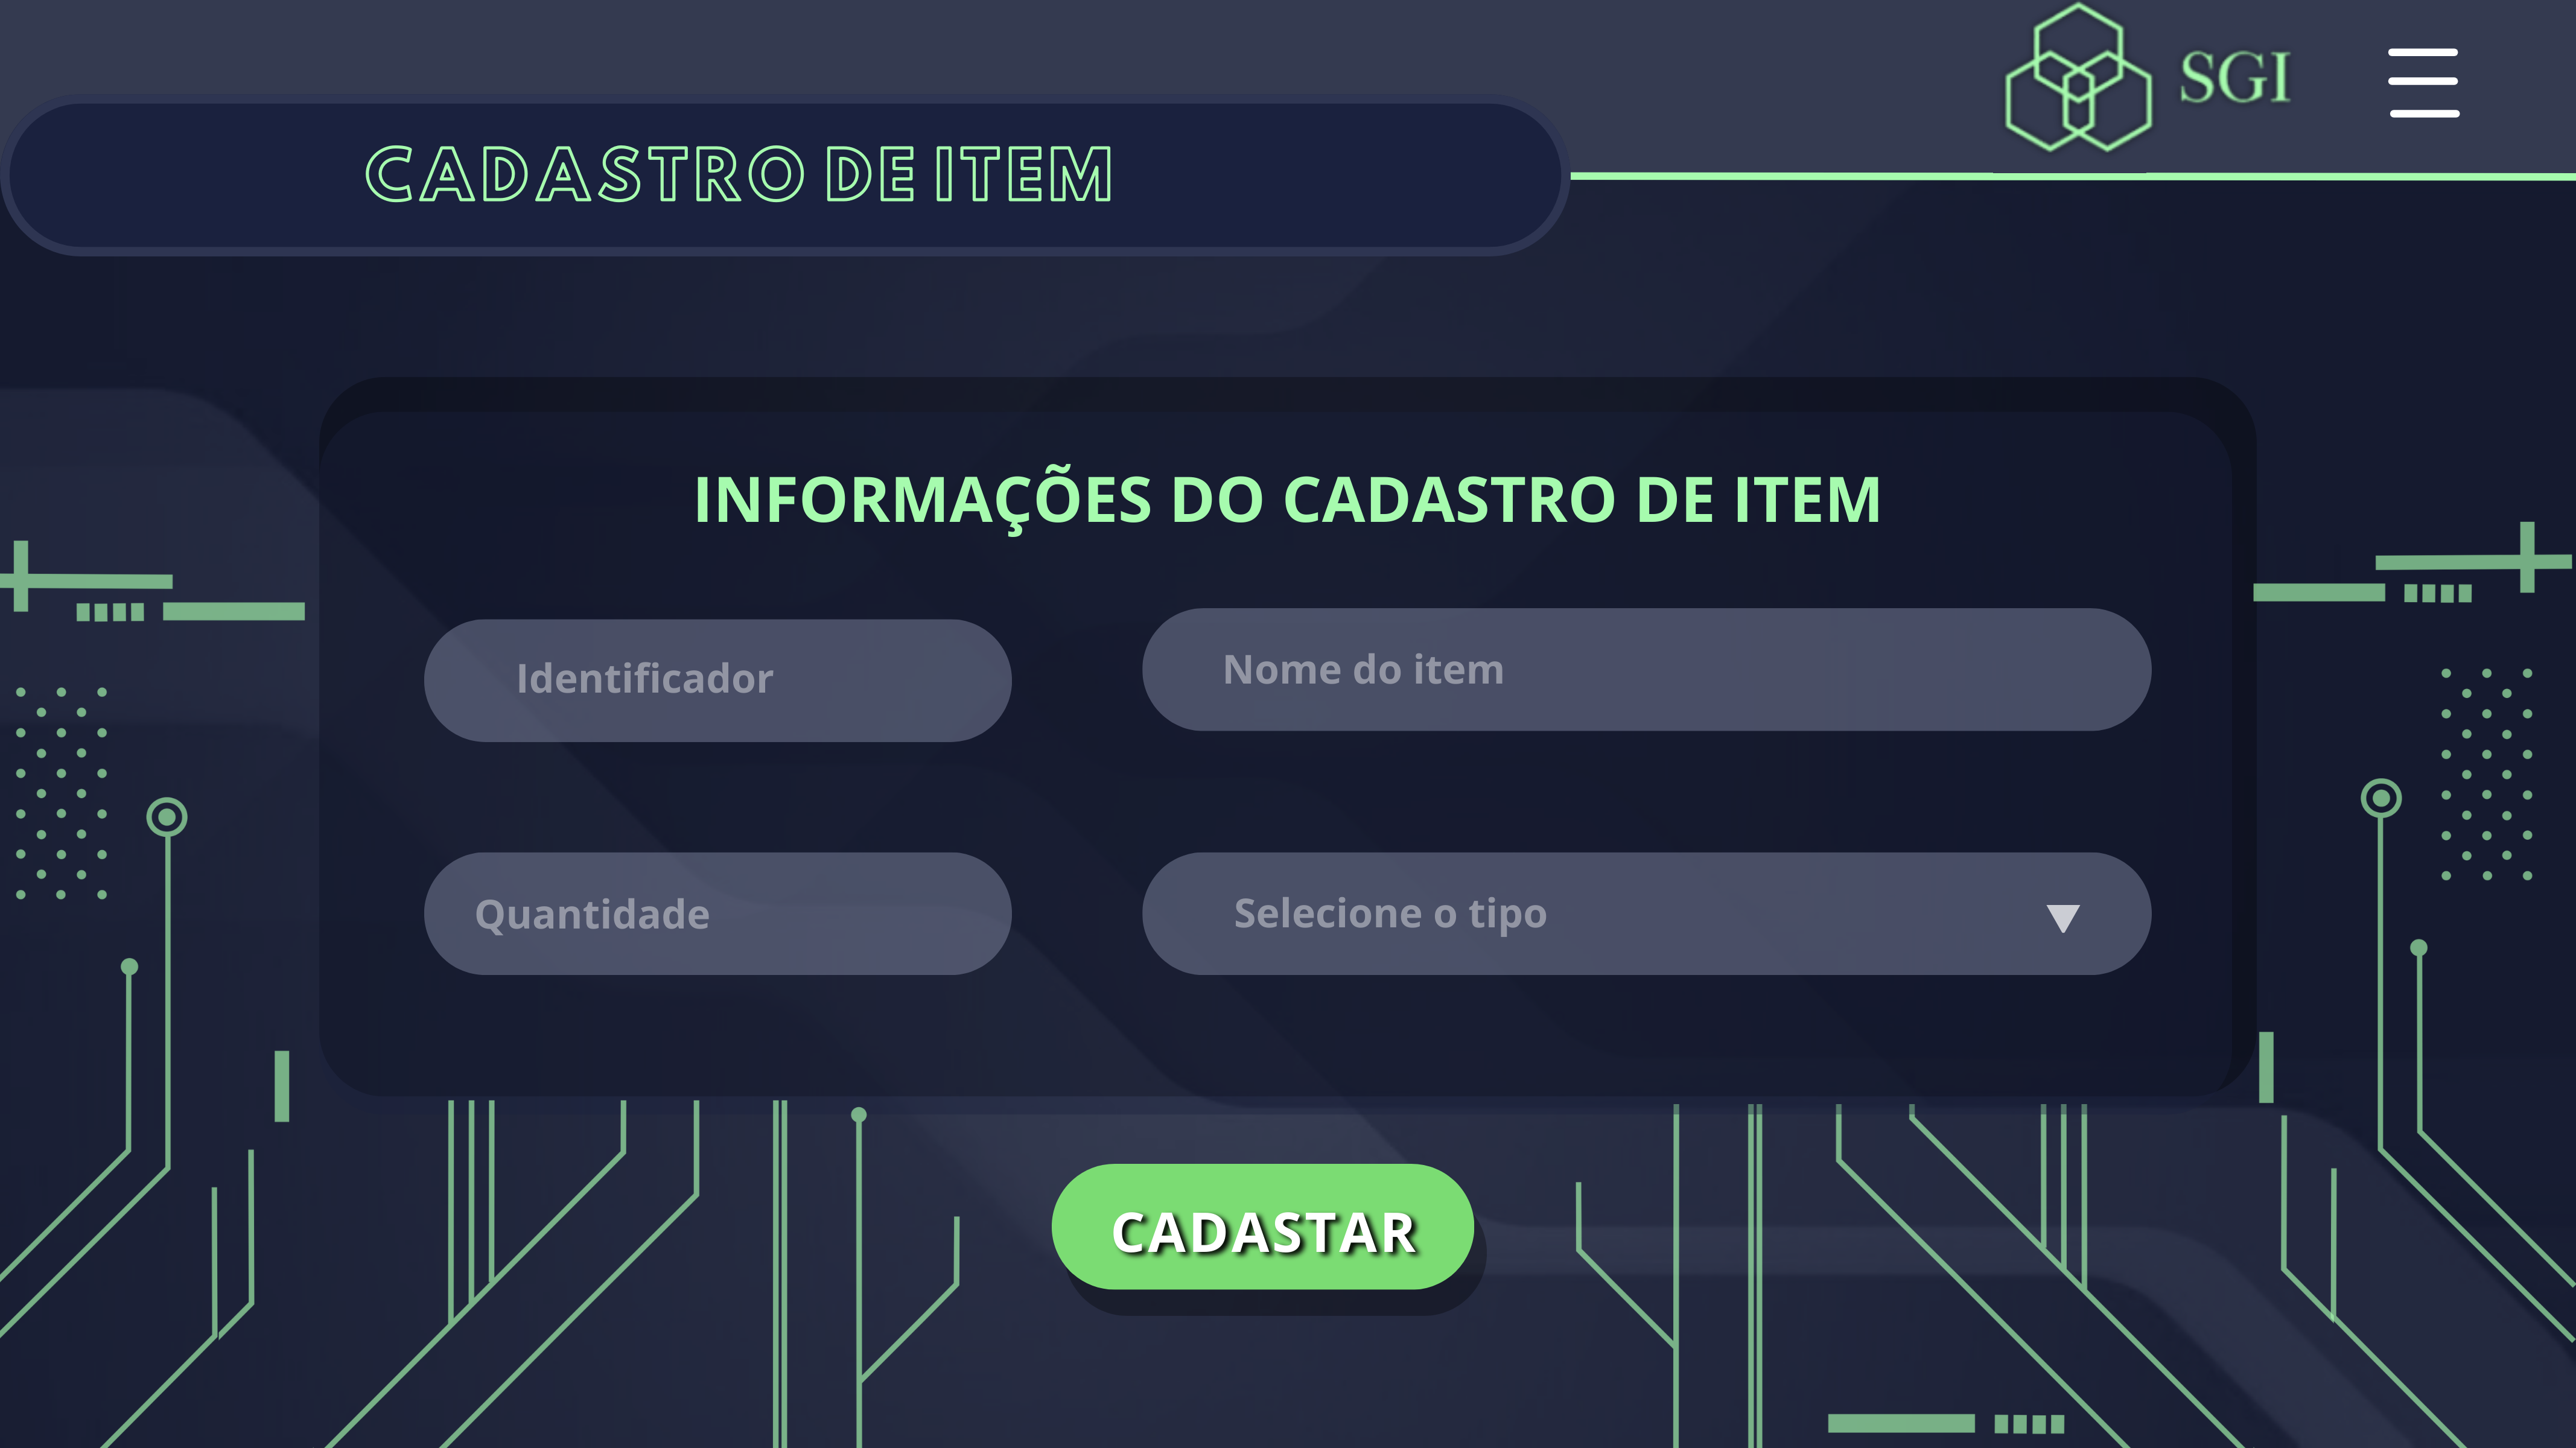 SGI
CADASTRO DE ITEM
INFORMAÇÕES DO CADASTRO DE ITEM
Identificador
Nome do item
Quantidade
Selecione o tipo
CADASTAR